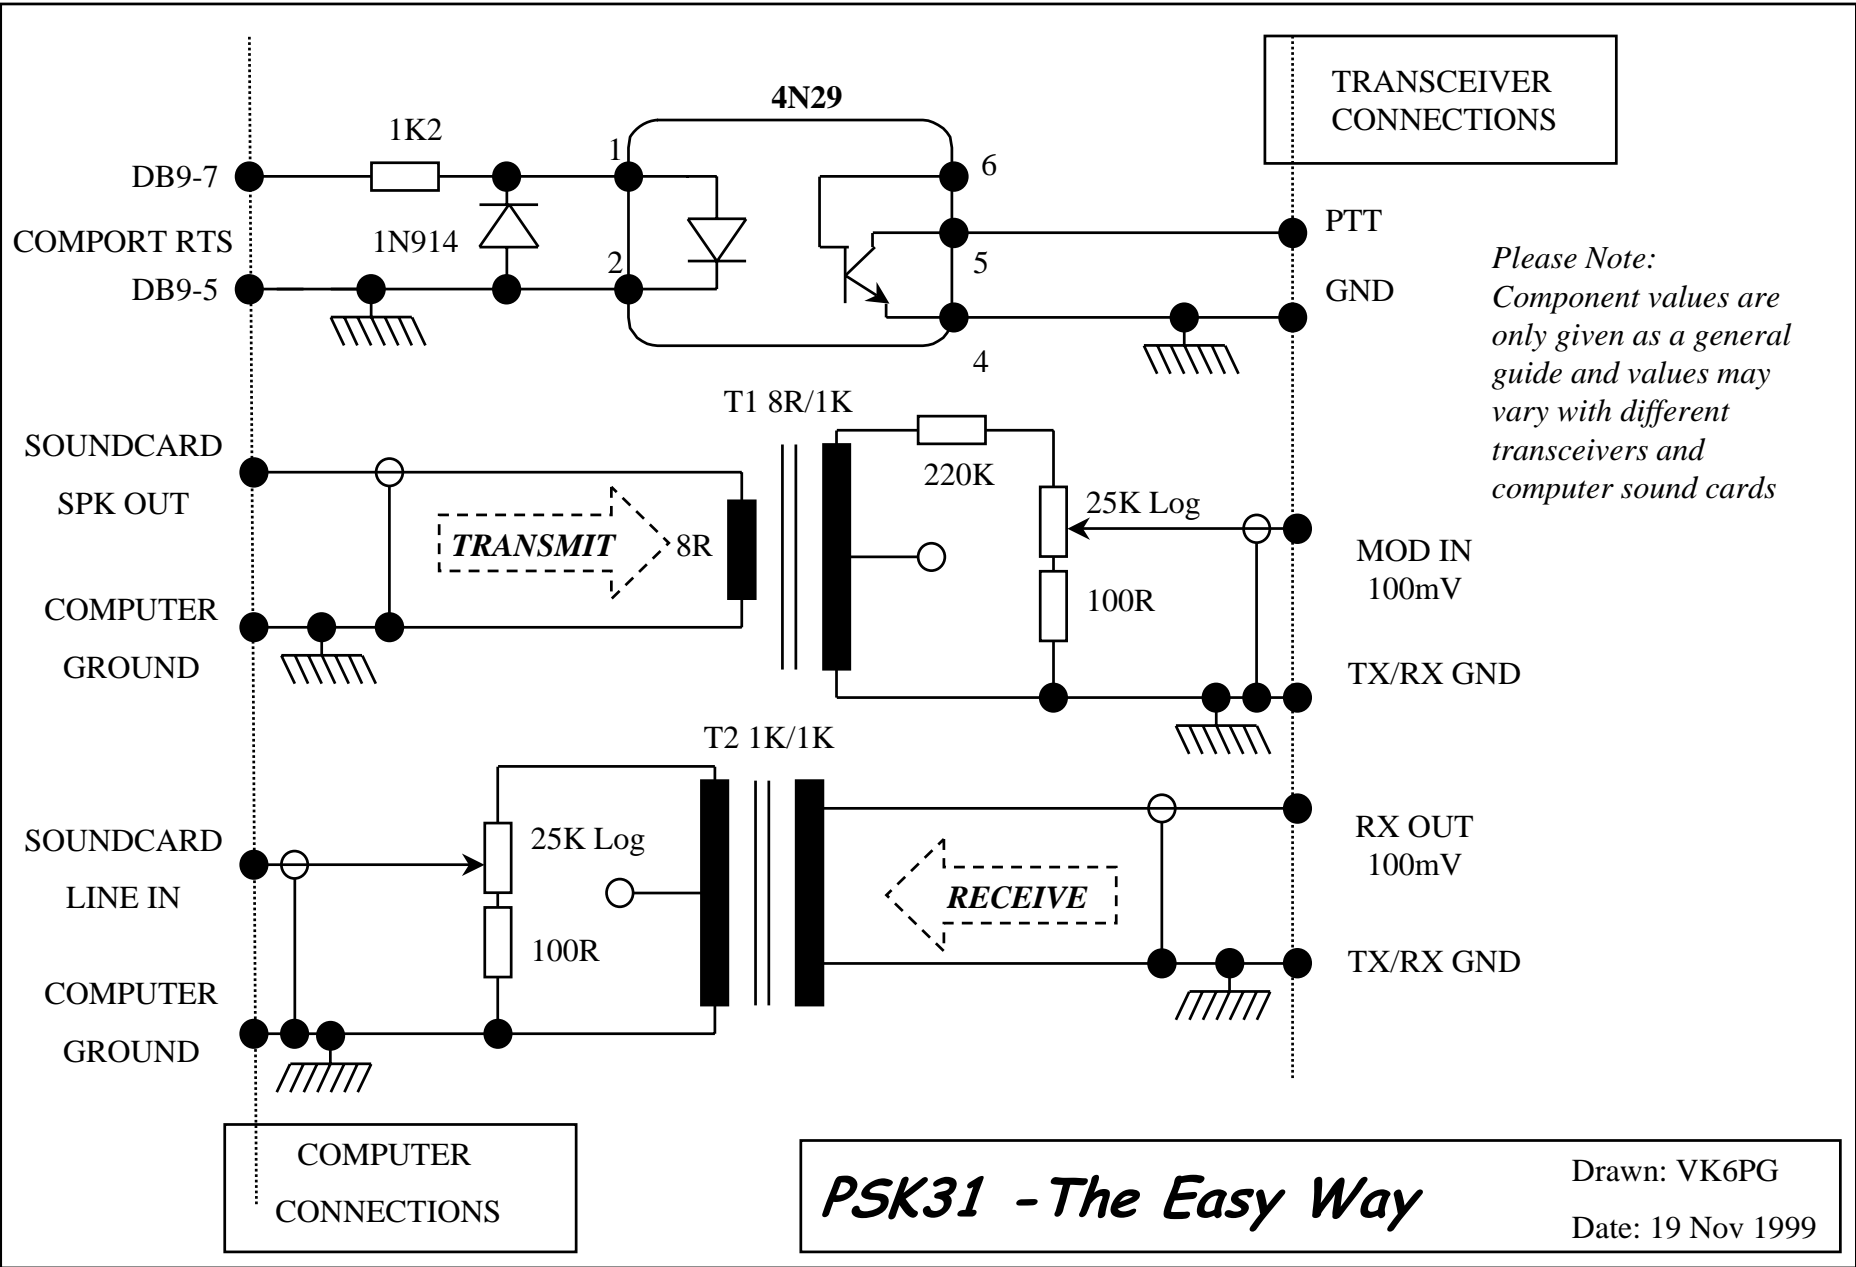 4N29
TRANSCEIVER
CONNECTIONS
1K2
1
6
DB9-7
PTT
COMPORT RTS
1N914
2
5
DB9-5
GND
4
Please Note:
Component values are
only given as a general
guide and values may
vary with different
transceivers and
computer sound cards
T1 8R/1K
SOUNDCARD
SPK OUT
220K
25K Log
TRANSMIT
8R
MOD IN
100mV
100R
COMPUTER
GROUND
TX/RX GND
T2 1K/1K
SOUNDCARD
LINE IN
25K Log
RX OUT
100mV
RECEIVE
100R
TX/RX GND
COMPUTER
GROUND
COMPUTER
CONNECTIONS
PSK31 -The Easy Way
Drawn: VK6PG
Date: 19 Nov 1999